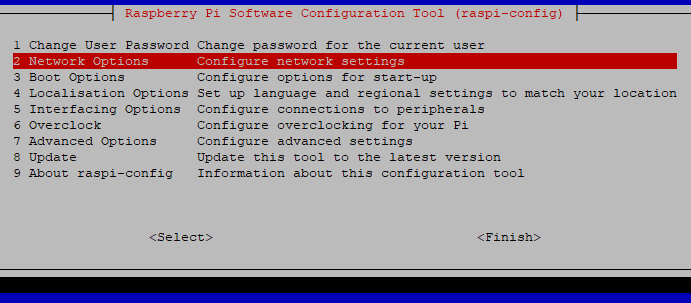 Raspberry Pi Software Configuration Tool (raspi-config)
1 Change User Password Change password for the current user
2 Network Options Configure network settings
3 Boot Options Configure options for start-up
4 Localisation Options Set up language and regional settings to match your location
5 Interfacing Options Configure connections to peripherals
6 Overclock Configure overclocking for your Pi
7 Advanced Options Configure advanced settings
8 Update Update this tool to the latest version
9 About raspi-config Information about this configuration tool
<Select> <Finish>